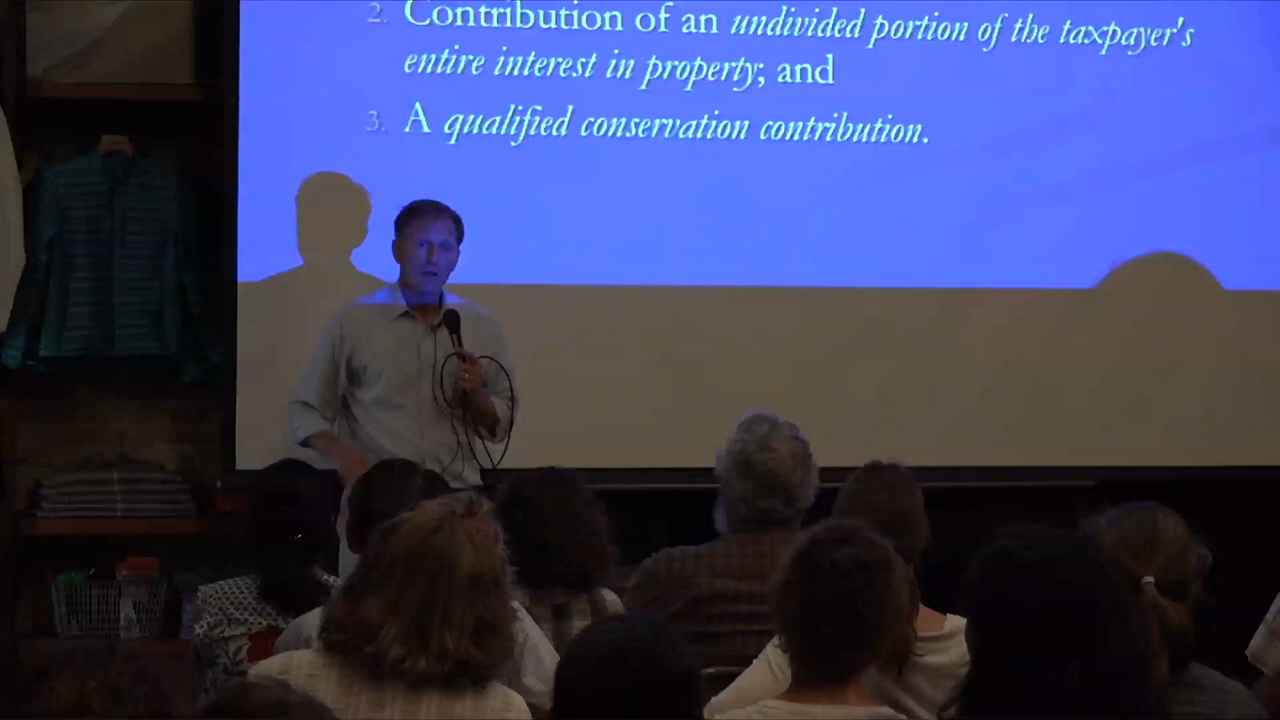 2. Contribution of an undivided portion of the taxpayer's
entire interest in property; and
3. A qualified conservation contribution.